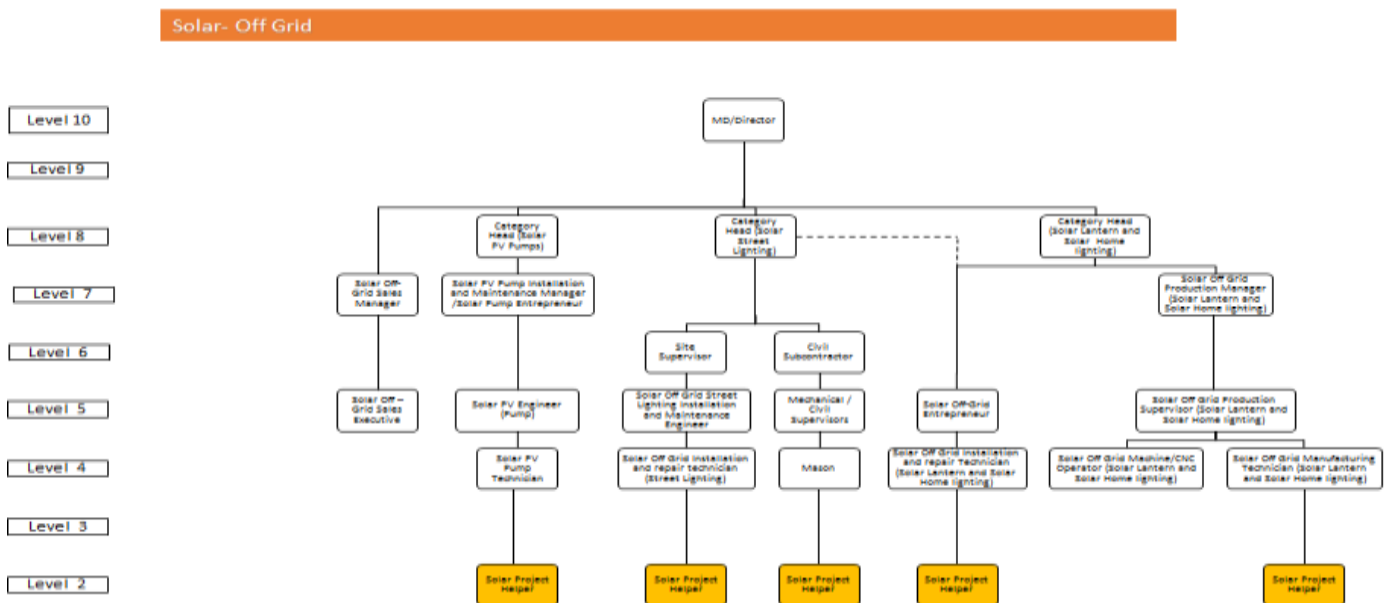 Solar- Off Grid
Level 10
MD/Director
Level 9
Level 8
Category
Head (Solar
PV Pumps)
Category
Head (Solar
Street
Lighting)
Category Head
(Solar Lantern and
Solar Home
lighting)
Level 7
Solar Off-
Grid Sales
Manager
Solar PV Pump Installation
and Maintenance Manager
/Solar Pump Entrepreneur
Solar Off Grid
Production Manager
(Solar Lantern and
Solar Home lighting)
Level 6
Site
Supervisor
Civil
Subcontractor
Level 5
Solar Off –
Grid Sales
Executive
Solar PV Engineer
(Pump)
Solar Off Grid Street
Lighting Installation
and Maintenance
Engineer
Mechanical /
Civil
Supervisors
Solar Off-Grid
Entrepreneur
Solar Off Grid Production
Supervisor (Solar Lantern and
Solar Home lighting)
Level 4
Solar PV
Pump
Technician
Solar Off Grid Installation
and repair technician
(Street Lighting)
Mason
Solar Off Grid Installation
and repair Technician
(Solar Lantern and Solar
Home lighting)
Solar Off Grid Machine/CNC
Operator (Solar Lantern and
Solar Home lighting)
Solar Off Grid Manufacturing
Technician (Solar Lantern
and Solar Home lighting)
Level 3
Level 2
Solar Project
Helper
Solar Project
Helper
Solar Project
Helper
Solar Project
Helper
Solar Project
Helper